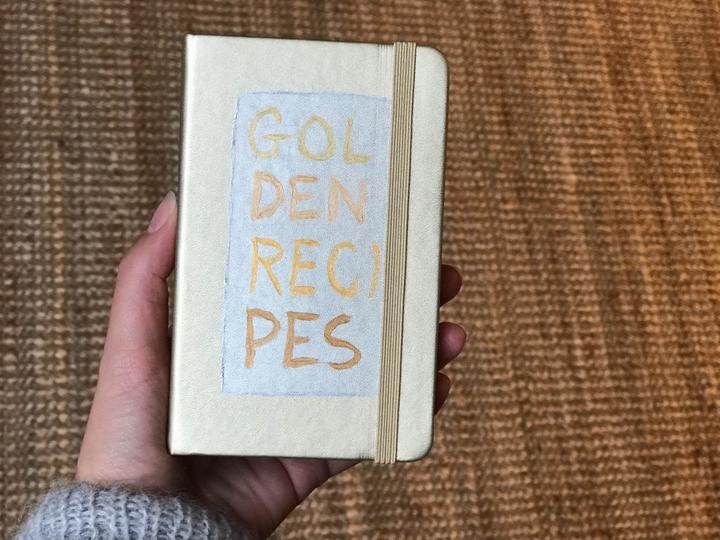 GOL
DEN
RECI
PES